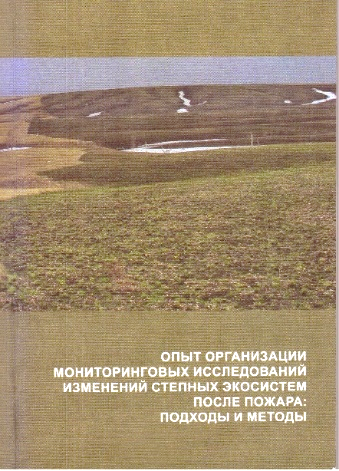 ОПЫТ ОРГАНИЗАЦИИ
МОНИТОРИНГОВЫХ ИССЛЕДОВАНИЙ
ИЗМЕНЕНИЙ СТЕПНЫХ ЭКОСИСТЕМ
ПОСЛЕ ПОЖАРА:
ПОДХОДЫ И МЕТОДЫ